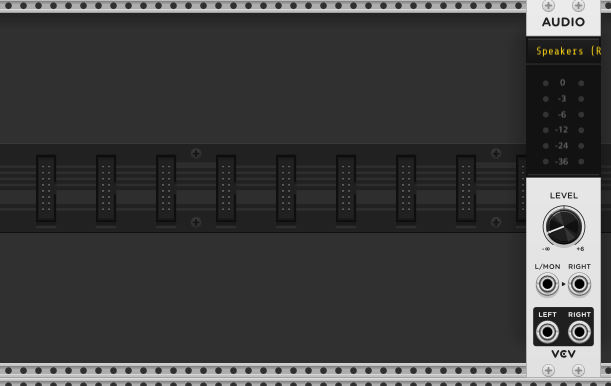 AUDIO
Speakers (R
0
-3
-6
-12
-24
-36
LEVEL
-∞ +6
L/MON RIGHT
LEFT RIGHT
VCV